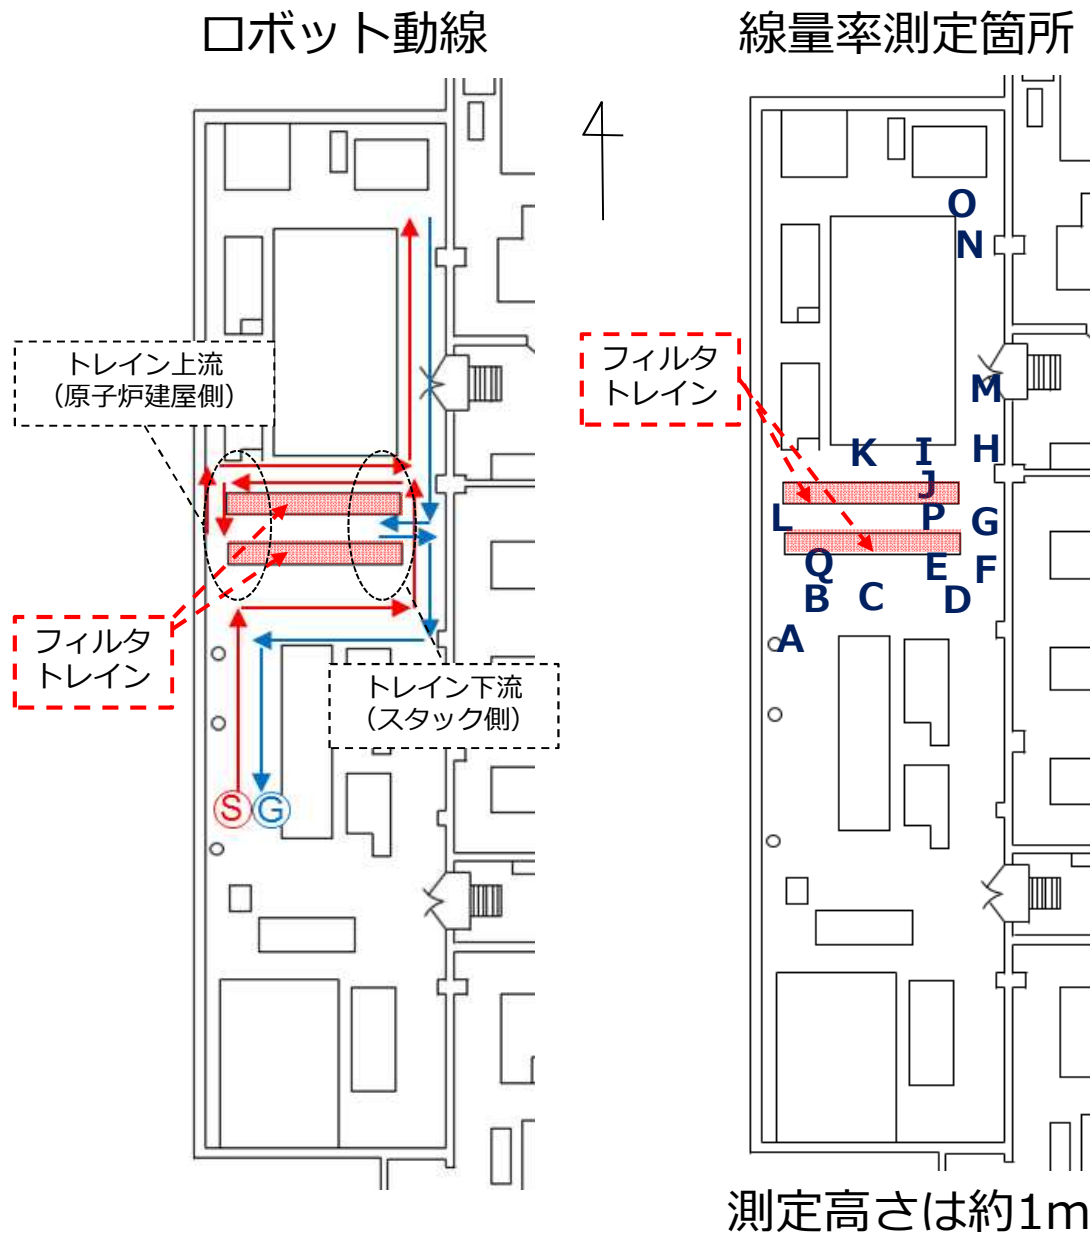 ロボット動線
線量率測定箇所
トレイン上流
（原子炉建屋側）
フィルタ
トレイン
トレイン下流
（スタック側）
S
G
フィルタ
トレイン
O
N
M
H
K
I
J
L
P
G
Q
E
F
B
C
D
A
測定高さは約1m